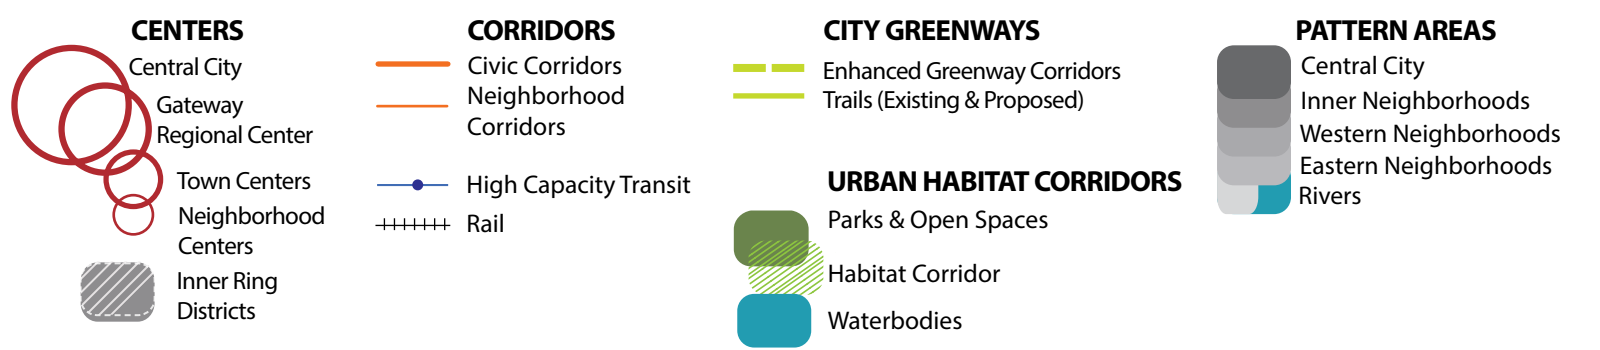 CENTERS
Central City
Gateway
Regional Center
Town Centers
Neighborhood
Centers
Inner Ring
Districts
CORRIDORS
Civic Corridors
Neighborhood
Corridors
High Capacity Transit
Rail
CITY GREENWAYS
Enhanced Greenway Corridors
Trails (Existing & Proposed)
URBAN HABITAT CORRIDORS
Parks & Open Spaces
Habitat Corridor
Waterbodies
PATTERN AREAS
Central City
Inner Neighborhoods
Western Neighborhoods
Eastern Neighborhoods
Rivers